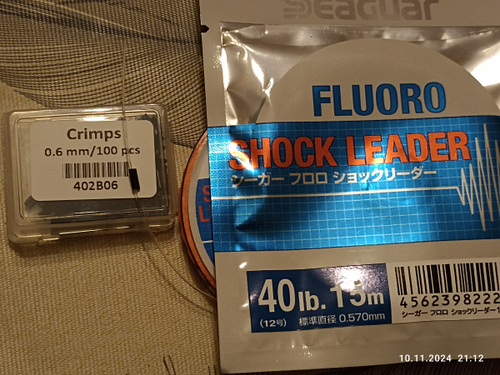 Seaguar
FLUORO
SHOCK LEADER
シーガー フロロ ショックリーダー
Crimps
0.6 mm/100 pcs
402B06
40lb. 15m
(12号) 標準直径 0.570mm
4562398222
シーガー フロロ ショックリーダー1
10.11.2024 21:12